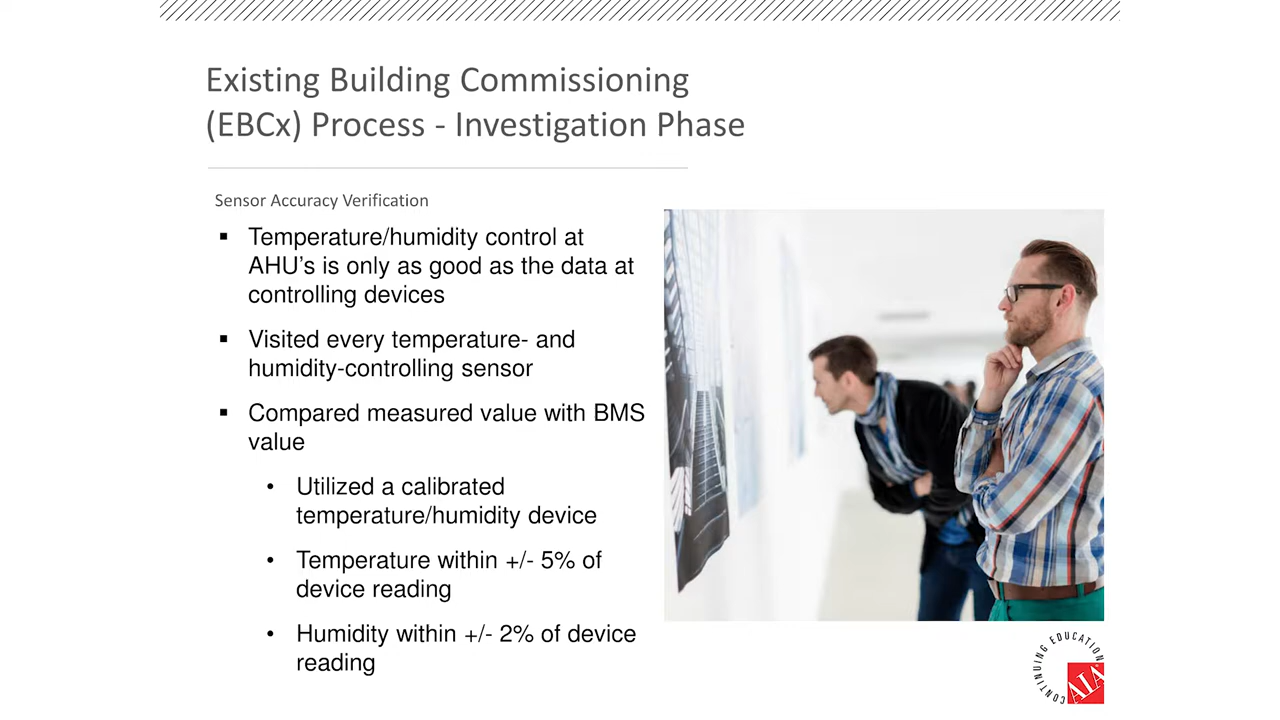 Existing Building Commissioning
(EBCx) Process - Investigation Phase
Sensor Accuracy Verification
▪ Temperature/humidity control at
AHU’s is only as good as the data at
controlling devices
▪ Visited every temperature- and
humidity-controlling sensor
▪ Compared measured value with BMS
value
• Utilized a calibrated
temperature/humidity device
• Temperature within +/- 5% of
device reading
• Humidity within +/- 2% of device
reading
CONTINUING EDUCATION
AIA